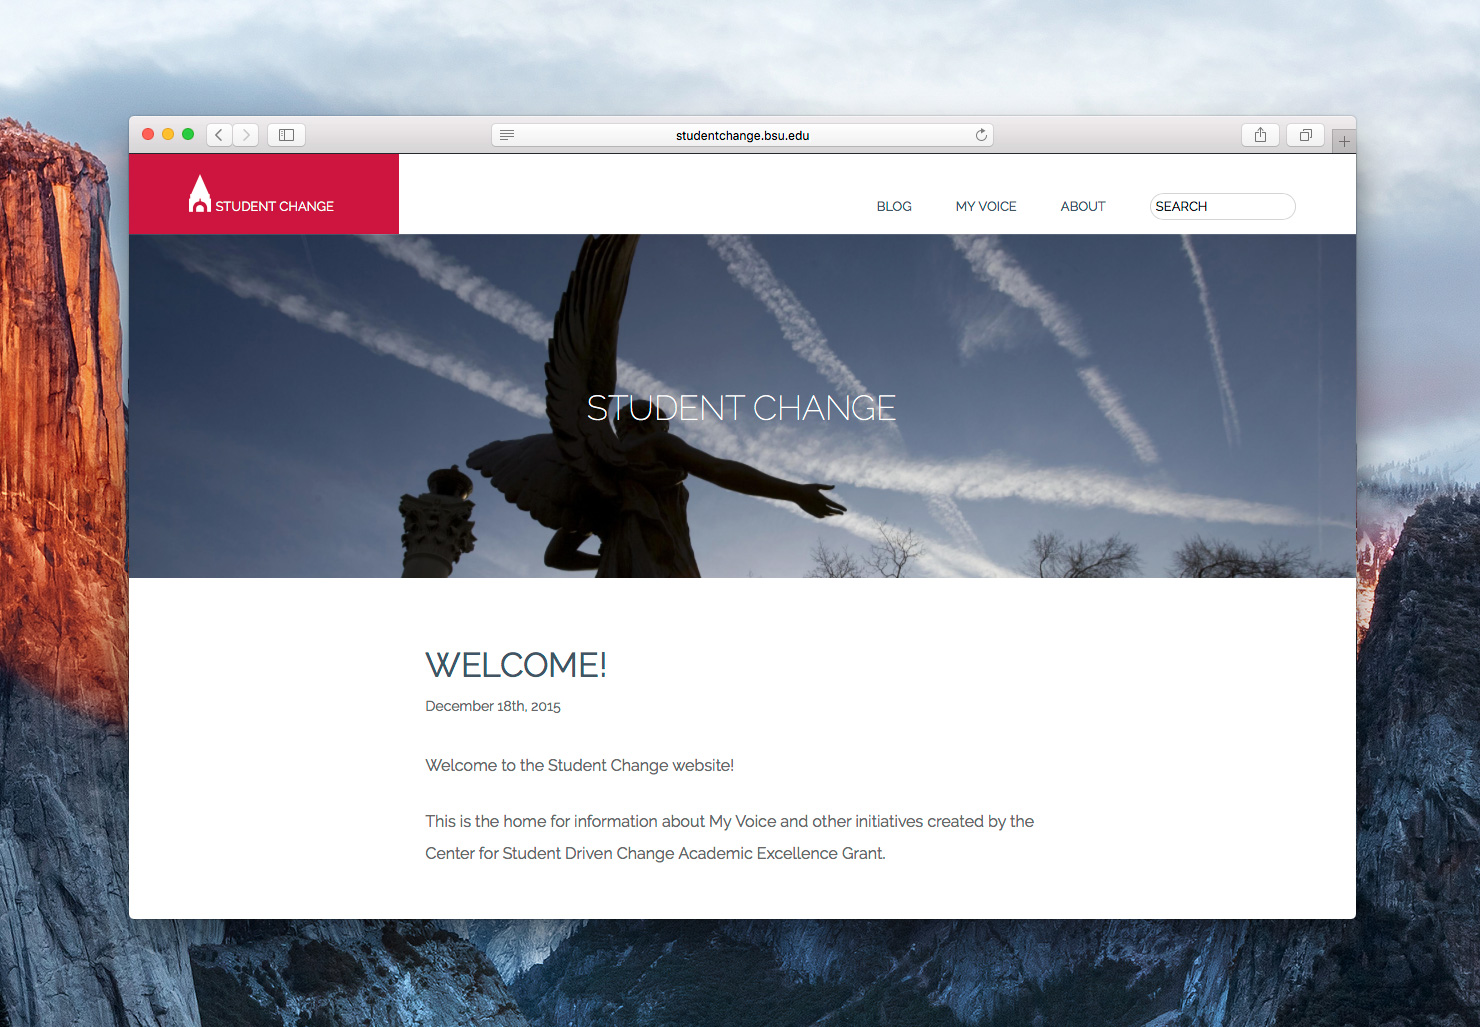 studentchange.bsu.edu
STUDENT CHANGE
BLOG
MY VOICE
ABOUT
SEARCH
STUDENT CHANGE
WELCOME!
December 18th, 2015
Welcome to the Student Change website!
This is the home for information about My Voice and other initiatives created by the
Center for Student Driven Change Academic Excellence Grant.